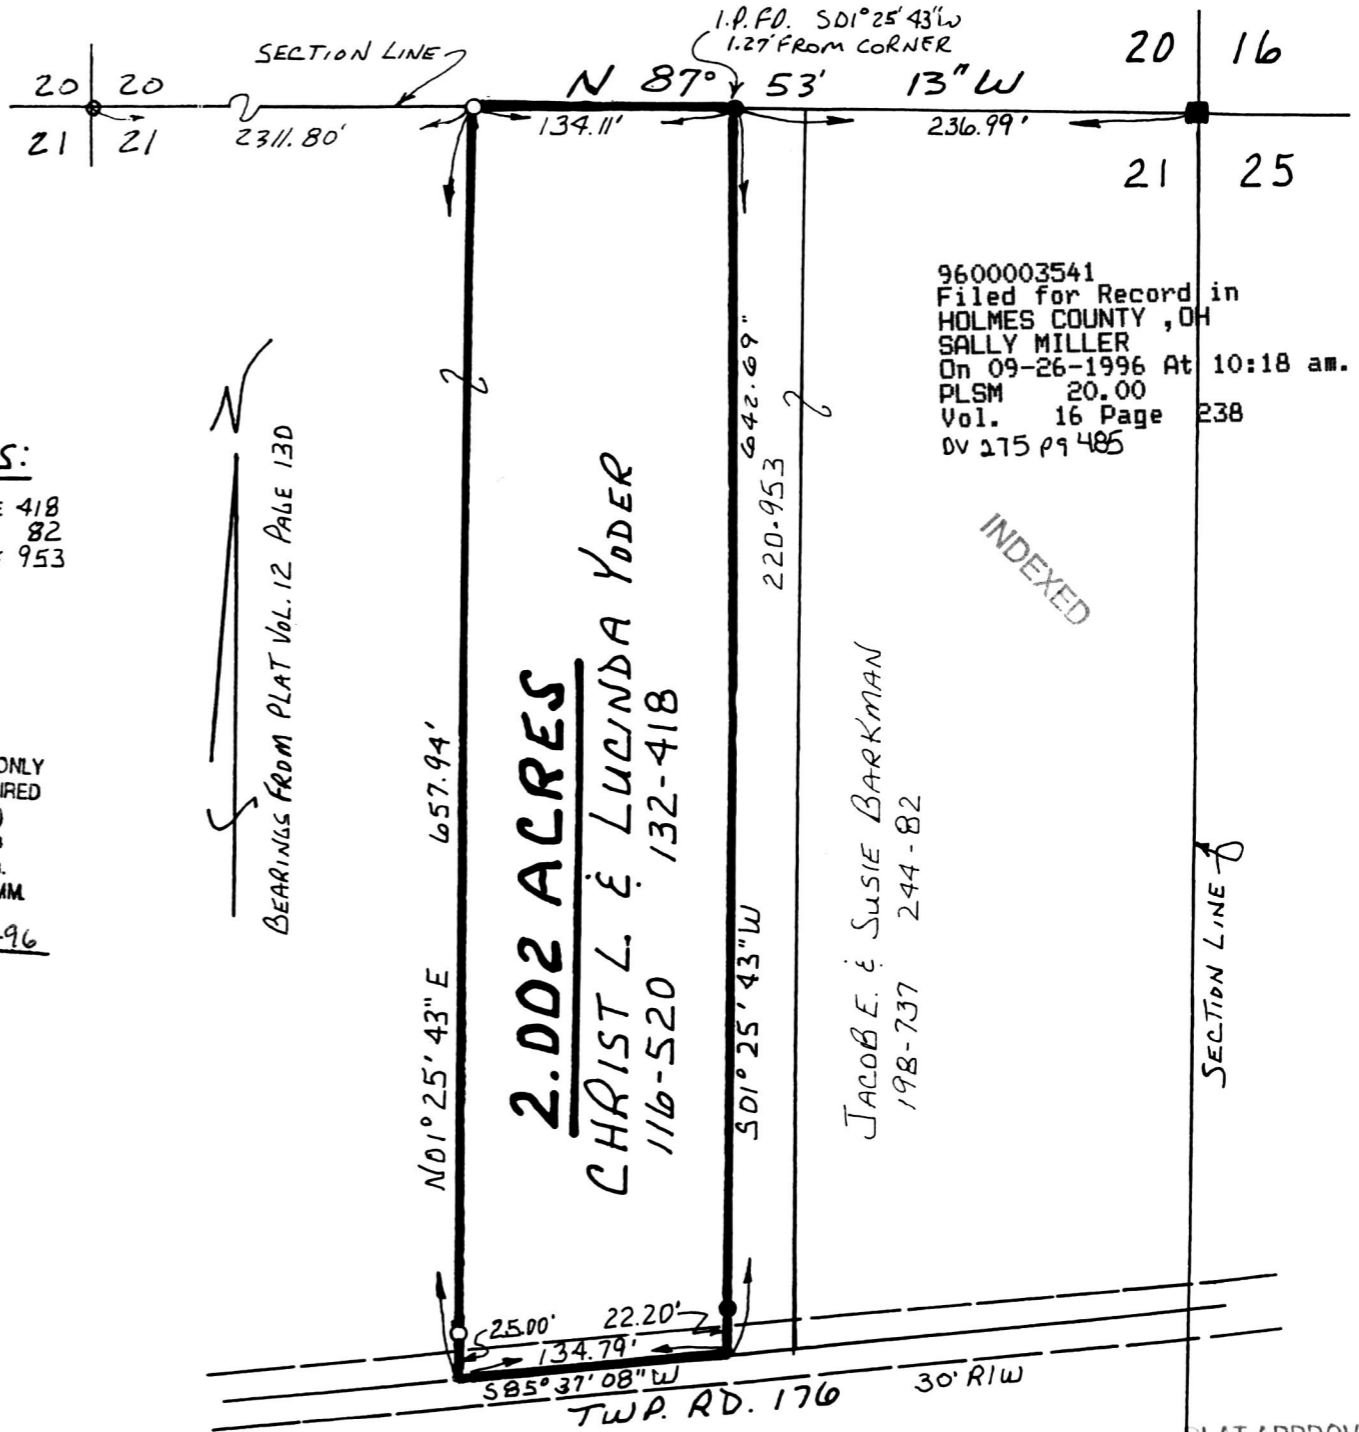 I.P. FD. S01°25'43"W
1.27' FROM CORNER
SECTION LINE
20 20
21 21
2311.80'
N 87° 53' 13" W
134.11'
236.99'
20 16
21 25
9600003541
Filed for Record in
HOLMES COUNTY ,OH
SALLY MILLER
On 09-26-1996 At 10:18 am.
PLSM 20.00
Vol. 16 Page 238
DV 275 pg 485
INDEXED
S:
418
82
953
ONLY
-96
N
BEARINGS FROM PLAT VOL. 12 PAGE 130
N01°25'43"E 657.94'
2.002 ACRES
CHRIST L. & LUCINDA YODER
116-520 132-418
S01°25'43"W 642.69"
220-953
JACOB E. & SUSIE BARKMAN
198-737 244-82
SECTION LINE
25.00' 22.20'
134.79'
S85°37'08"W
TWP. RD. 176
30' R/W